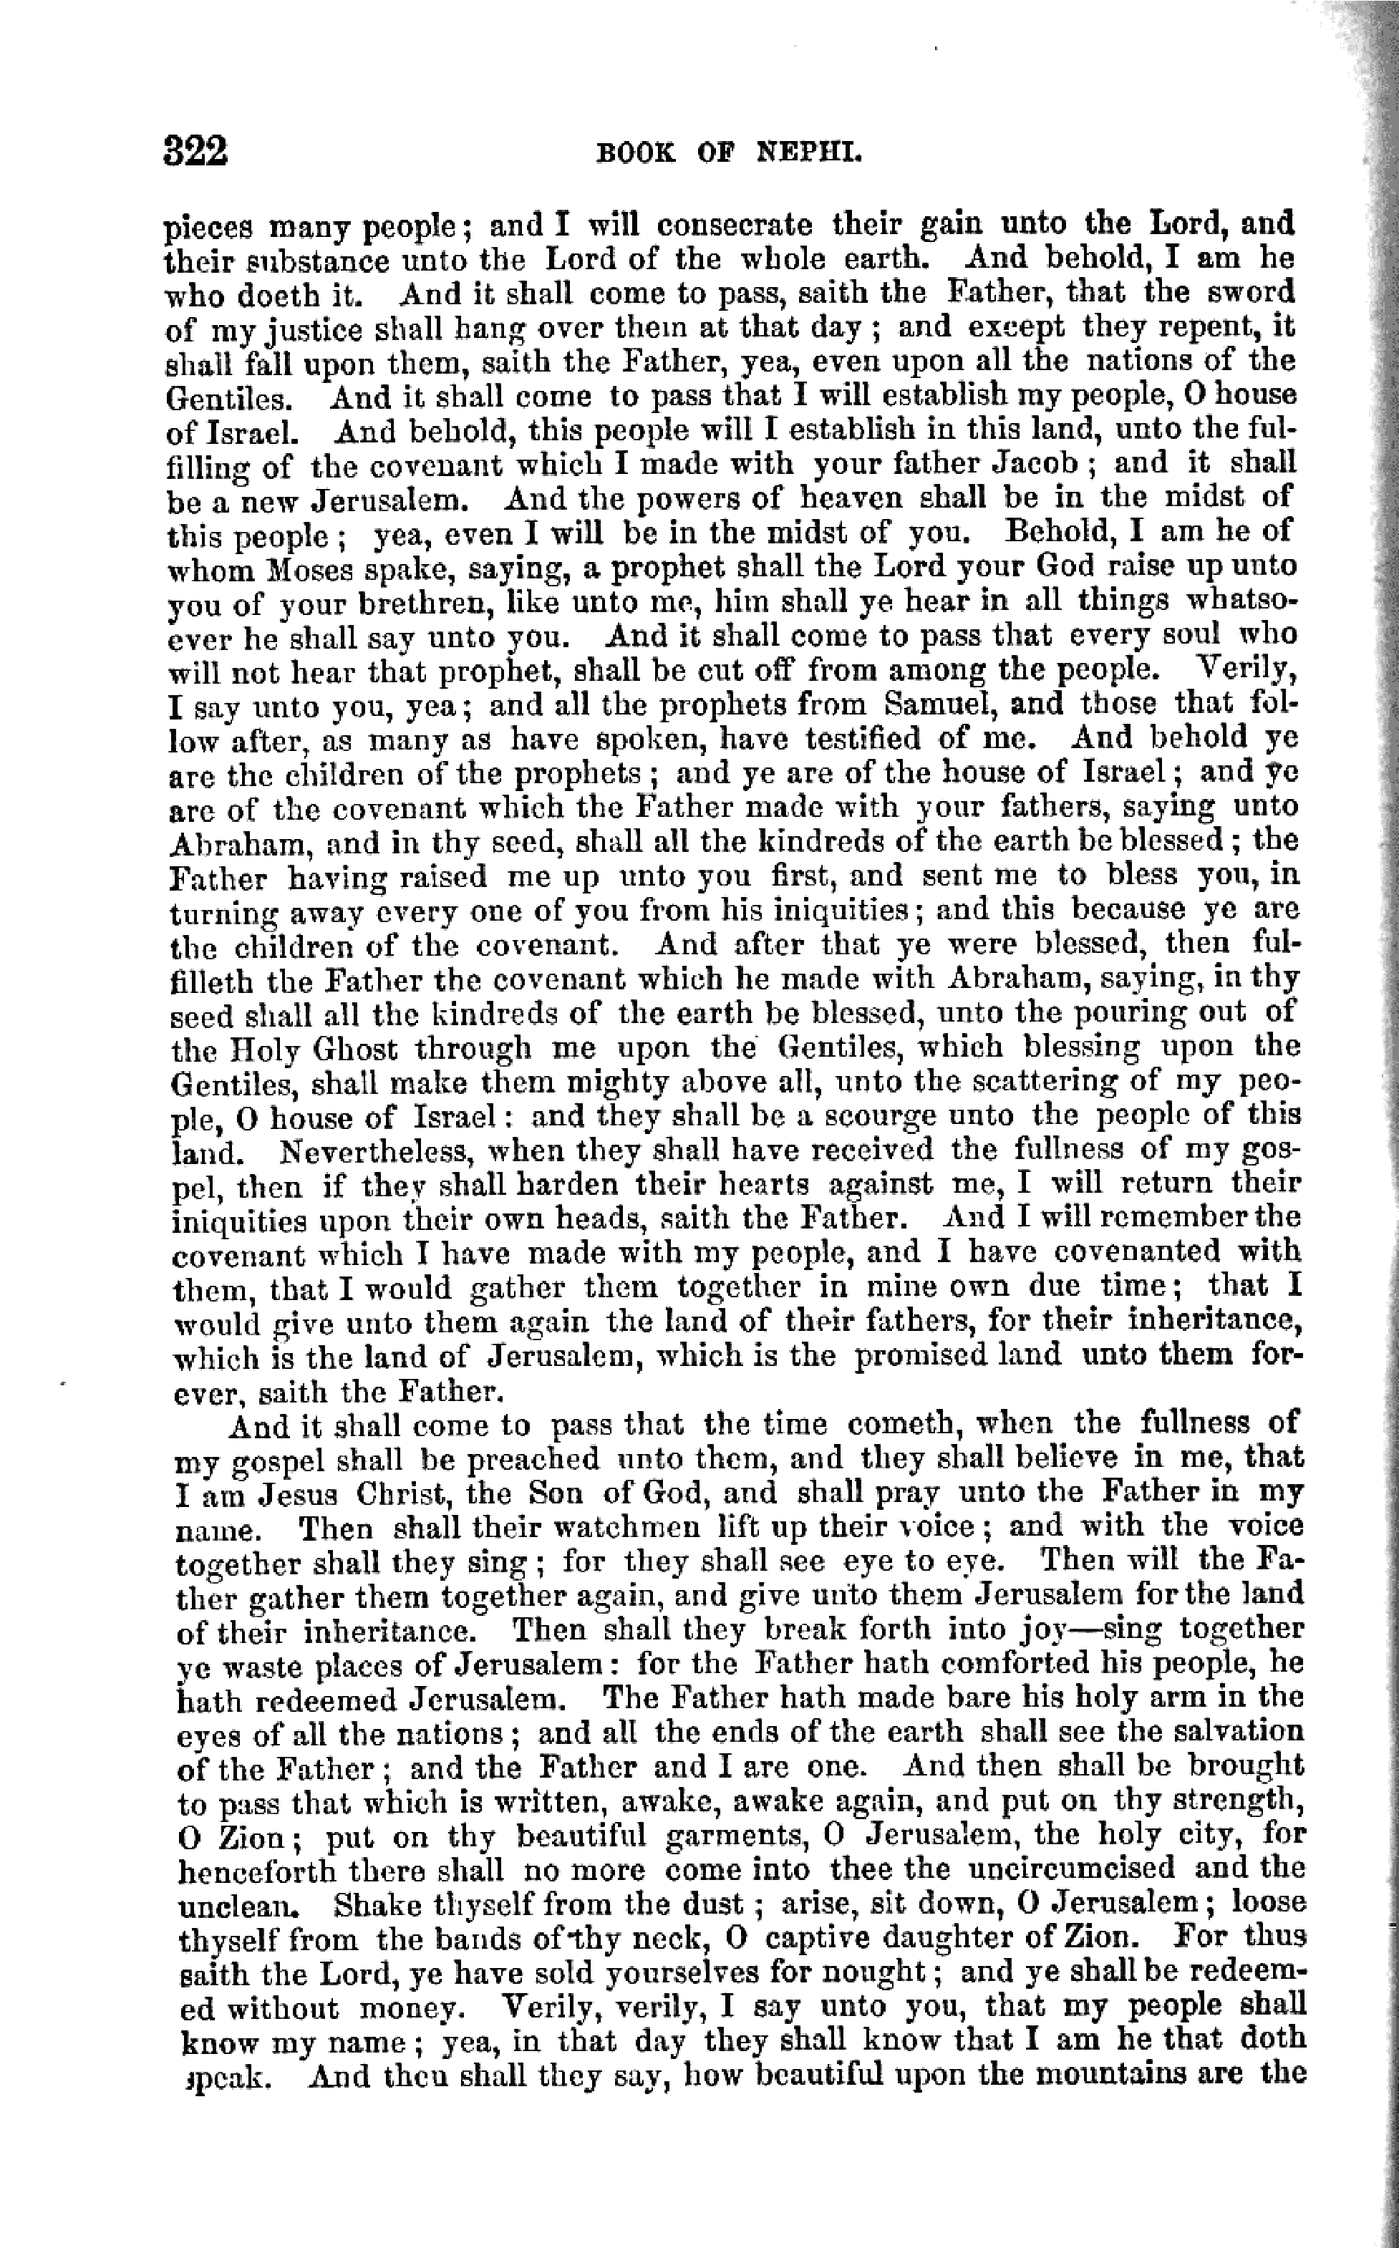 322 BOOK OF NEPHI.
pieces many people; and I will consecrate their gain unto the Lord, and
their substance unto the Lord of the whole earth. And behold, I am he
who doeth it. And it shall come to pass, saith the Father, that the sword
of my justice shall hang over them at that day; and except they repent, it
shall fall upon them, saith the Father, yea, even upon all the nations of the
Gentiles. And it shall come to pass that I will establish my people, O house
of Israel. And behold, this people will I establish in this land, unto the ful-
filling of the covenant which I made with your father Jacob; and it shall
be a new Jerusalem. And the powers of heaven shall be in the midst of
this people; yea, even I will be in the midst of you. Behold, I am he of
whom Moses spake, saying, a prophet shall the Lord your God raise up unto
you of your brethren, like unto me, him shall ye hear in all things whatso-
ever he shall say unto you. And it shall come to pass that every soul who
will not hear that prophet, shall be cut off from among the people. Verily,
I say unto you, yea; and all the prophets from Samuel, and those that fol-
low after, as many as have spoken, have testified of me. And behold ye
are the children of the prophets; and ye are of the house of Israel; and ye
are of the covenant which the Father made with your fathers, saying unto
Abraham, and in thy seed, shall all the kindreds of the earth be blessed; the
Father having raised me up unto you first, and sent me to bless you, in
turning away every one of you from his iniquities; and this because ye are
the children of the covenant. And after that ye were blessed, then ful-
filleth the Father the covenant which he made with Abraham, saying, in thy
seed shall all the kindreds of the earth be blessed, unto the pouring out of
the Holy Ghost through me upon the Gentiles, which blessing upon the
Gentiles, shall make them mighty above all, unto the scattering of my peo-
ple, O house of Israel: and they shall be a scourge unto the people of this
land. Nevertheless, when they shall have received the fullness of my gos-
pel, then if they shall harden their hearts against me, I will return their
iniquities upon their own heads, saith the Father. And I will remember the
covenant which I have made with my people, and I have covenanted with
them, that I would gather them together in mine own due time; that I
would give unto them again the land of their fathers, for their inheritance,
which is the land of Jerusalem, which is the promised land unto them for-
ever, saith the Father.
And it shall come to pass that the time cometh, when the fullness of
my gospel shall be preached unto them, and they shall believe in me, that
I am Jesus Christ, the Son of God, and shall pray unto the Father in my
name. Then shall their watchmen lift up their voice; and with the voice
together shall they sing; for they shall see eye to eye. Then will the Fa-
ther gather them together again, and give unto them Jerusalem for the land
of their inheritance. Then shall they break forth into joy—sing together
ye waste places of Jerusalem: for the Father hath comforted his people, he
hath redeemed Jerusalem. The Father hath made bare his holy arm in the
eyes of all the nations; and all the ends of the earth shall see the salvation
of the Father; and the Father and I are one. And then shall be brought
to pass that which is written, awake, awake again, and put on thy strength,
O Zion; put on thy beautiful garments, O Jerusalem, the holy city, for
henceforth there shall no more come into thee the uncircumcised and the
unclean. Shake thyself from the dust; arise, sit down, O Jerusalem; loose
thyself from the bands of thy neck, O captive daughter of Zion. For thus
saith the Lord, ye have sold yourselves for nought; and ye shall be redeem-
ed without money. Verily, verily, I say unto you, that my people shall
know my name; yea, in that day they shall know that I am he that doth
speak. And then shall they say, how beautiful upon the mountains are the